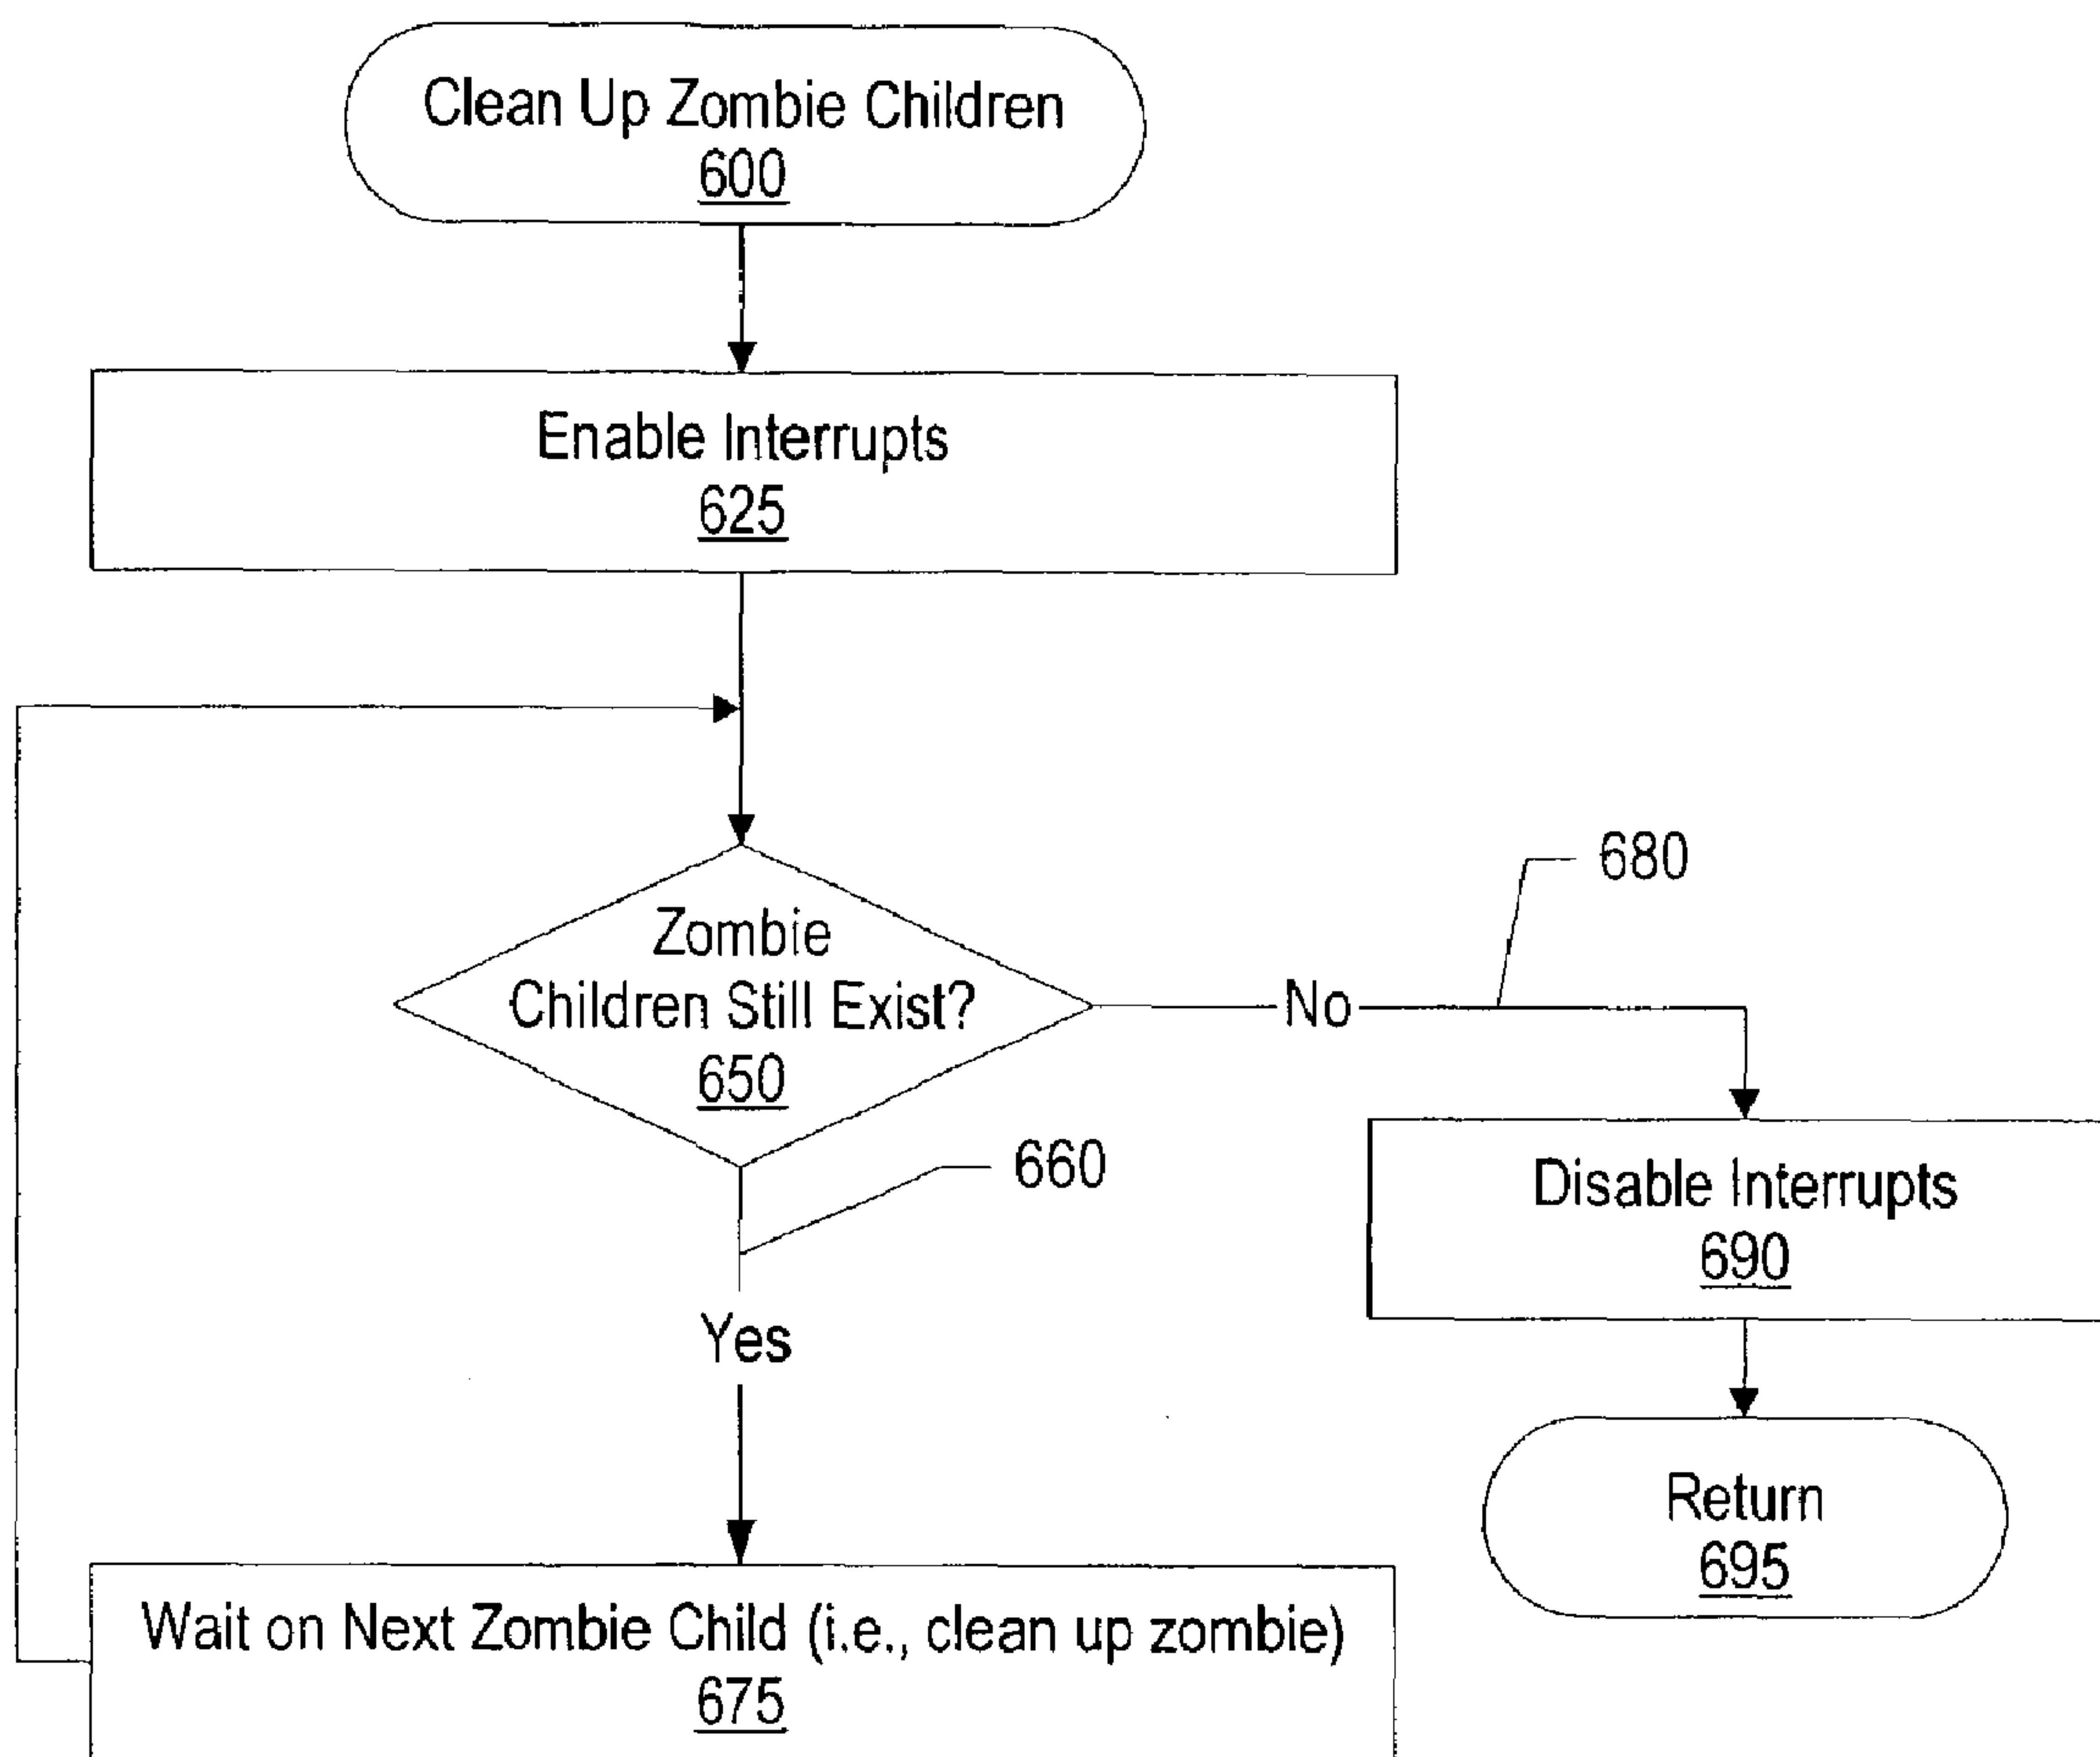 Clean Up Zombie Children
600
Enable Interrupts
625
Zombie
Children Still Exist?
650
No
680
660
Yes
Disable Interrupts
690
Return
695
Wait on Next Zombie Child (i.e., clean up zombie)
675